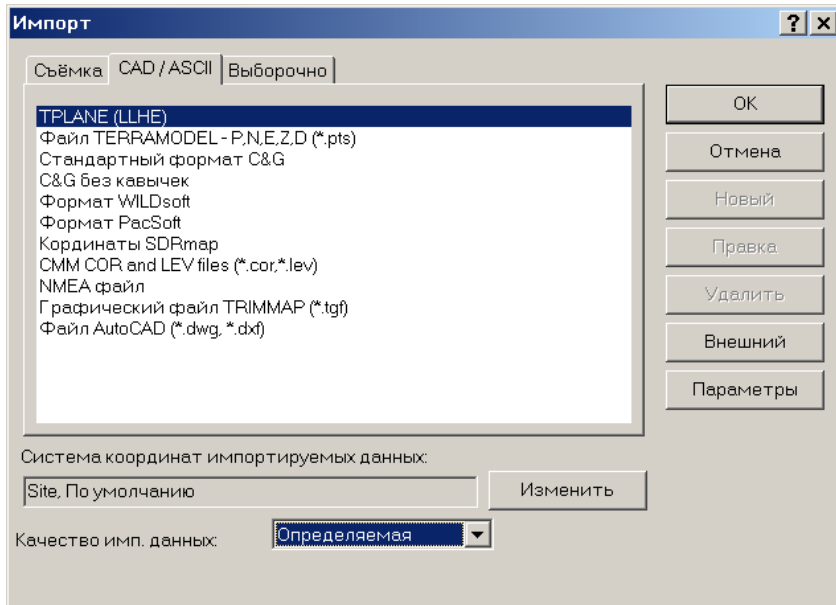 Импорт
Съёмка CAD / ASCII Выборочно
TPLANE (LLHE)
Файл TERRAMODEL - P,N,E,Z,D (*.pts)
Стандартный формат C&G
C&G без кавычек
Формат WILDsoft
Формат PacSoft
Кординаты SDRmap
CMM COR and LEV files (*.cor,*.lev)
NMEA файл
Графический файл TRIMMAP (*.tgf)
Файл AutoCAD (*.dwg, *.dxf)
OK
Отмена
Новый
Правка
Удалить
Внешний
Параметры
Система координат импортируемых данных:
Site, По умолчанию
Изменить
Качество имп. данных:
Определяемая